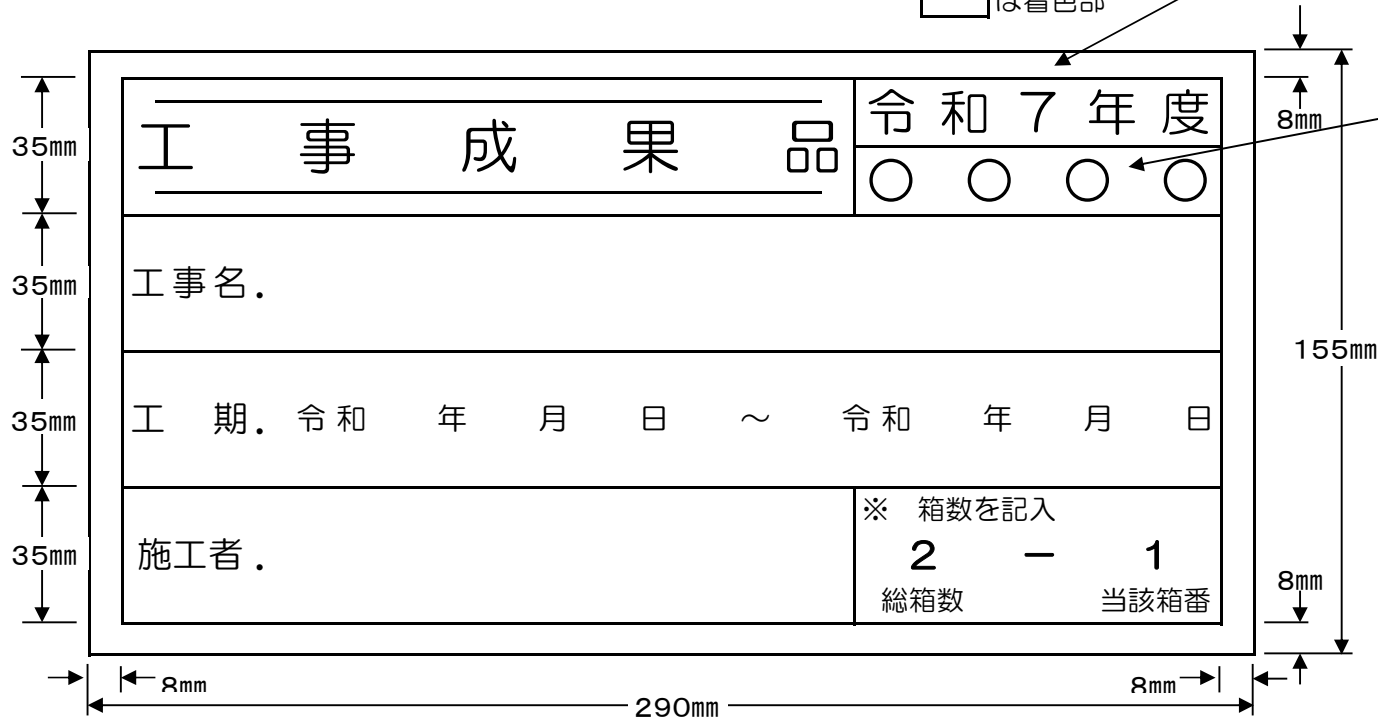 は着色部
工事成果品
令和７年度
○○○○
工事名．
工　期．令和　年　月　日　～　令和　年　月　日
施工者．
※　箱数を記入
２　－　１
総箱数　当該箱番
35㎜
35㎜
35㎜
35㎜
8㎜
155㎜
8㎜
8㎜
8㎜
290㎜